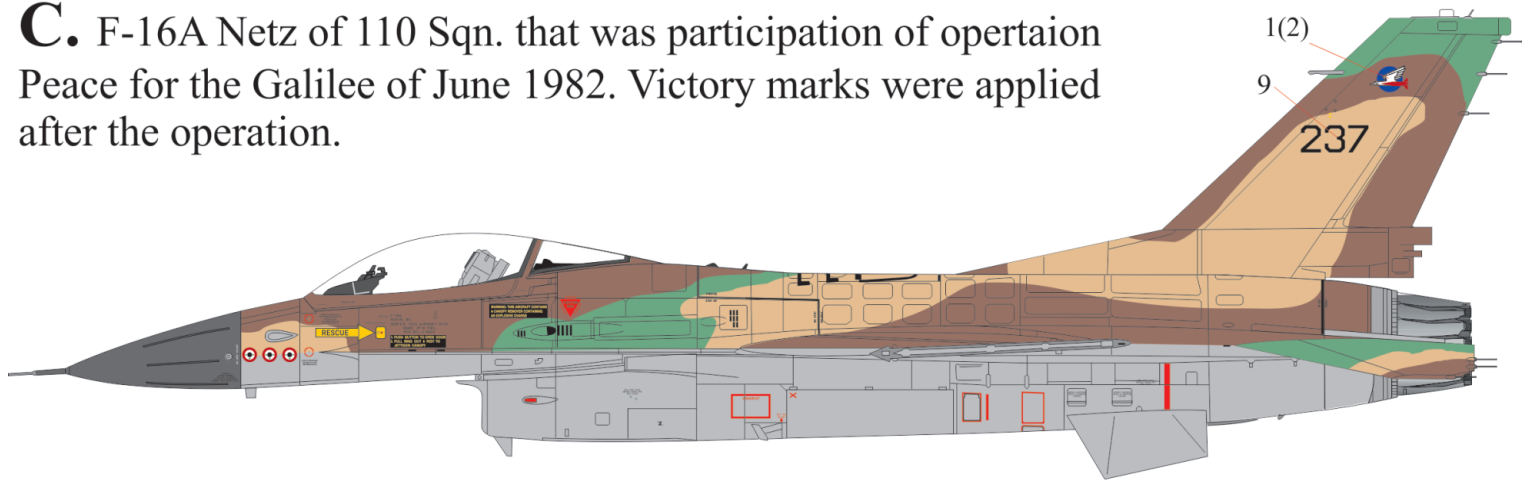 C. F-16A Netz of 110 Sqn. that was participation of opertaion
Peace for the Galilee of June 1982. Victory marks were applied
after the operation.
1(2)
9
237
RESCUE